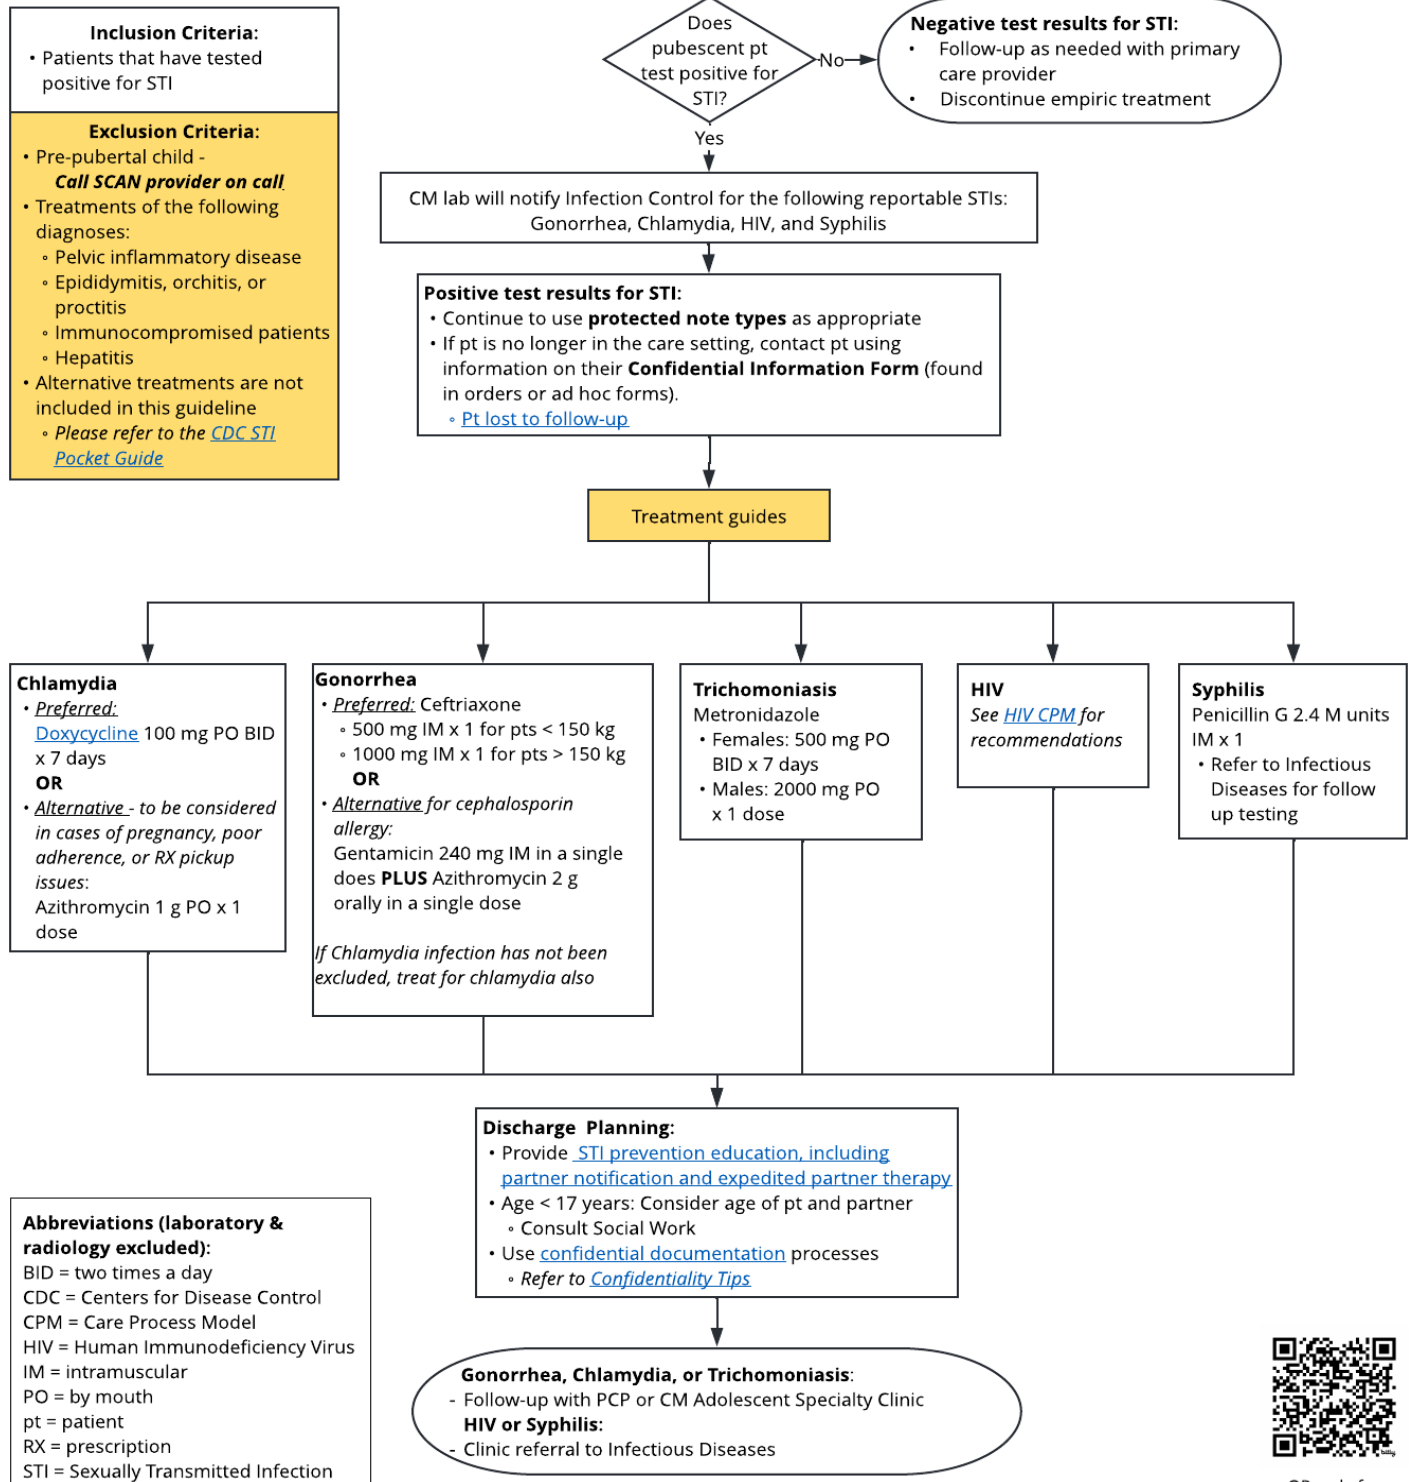 Inclusion Criteria:
• Patients that have tested
positive for STI
Exclusion Criteria:
• Pre-pubertal child -
Call SCAN provider on call
• Treatments of the following
diagnoses:
◦ Pelvic inflammatory disease
◦ Epididymitis, orchitis, or
proctitis
◦ Immunocompromised patients
◦ Hepatitis
• Alternative treatments are not
included in this guideline
◦ Please refer to the CDC STI
Pocket Guide
Does
pubescent pt
test positive for
STI?
No
Negative test results for STI:
• Follow-up as needed with primary
care provider
• Discontinue empiric treatment
Yes
CM lab will notify Infection Control for the following reportable STIs:
Gonorrhea, Chlamydia, HIV, and Syphilis
Positive test results for STI:
• Continue to use protected note types as appropriate
• If pt is no longer in the care setting, contact pt using
information on their Confidential Information Form (found
in orders or ad hoc forms).
◦ Pt lost to follow-up
Treatment guides
Chlamydia
• Preferred:
Doxycycline 100 mg PO BID
x 7 days
OR
• Alternative - to be considered
in cases of pregnancy, poor
adherence, or RX pickup
issues:
Azithromycin 1 g PO x 1
dose
Gonorrhea
• Preferred: Ceftriaxone
◦ 500 mg IM x 1 for pts < 150 kg
◦ 1000 mg IM x 1 for pts > 150 kg
OR
• Alternative for cephalosporin
allergy:
Gentamicin 240 mg IM in a single
does PLUS Azithromycin 2 g
orally in a single dose
If Chlamydia infection has not been
excluded, treat for chlamydia also
Trichomoniasis
Metronidazole
• Females: 500 mg PO
BID x 7 days
• Males: 2000 mg PO
x 1 dose
HIV
See HIV CPM for
recommendations
Syphilis
Penicillin G 2.4 M units
IM x 1
• Refer to Infectious
Diseases for follow
up testing
Discharge Planning:
• Provide STI prevention education, including
partner notification and expedited partner therapy
• Age < 17 years: Consider age of pt and partner
◦ Consult Social Work
• Use confidential documentation processes
◦ Refer to Confidentiality Tips
Abbreviations (laboratory &
radiology excluded):
BID = two times a day
CDC = Centers for Disease Control
CPM = Care Process Model
HIV = Human Immunodeficiency Virus
IM = intramuscular
PO = by mouth
pt = patient
RX = prescription
STI = Sexually Transmitted Infection
Gonorrhea, Chlamydia, or Trichomoniasis:
- Follow-up with PCP or CM Adolescent Specialty Clinic
HIV or Syphilis:
- Clinic referral to Infectious Diseases